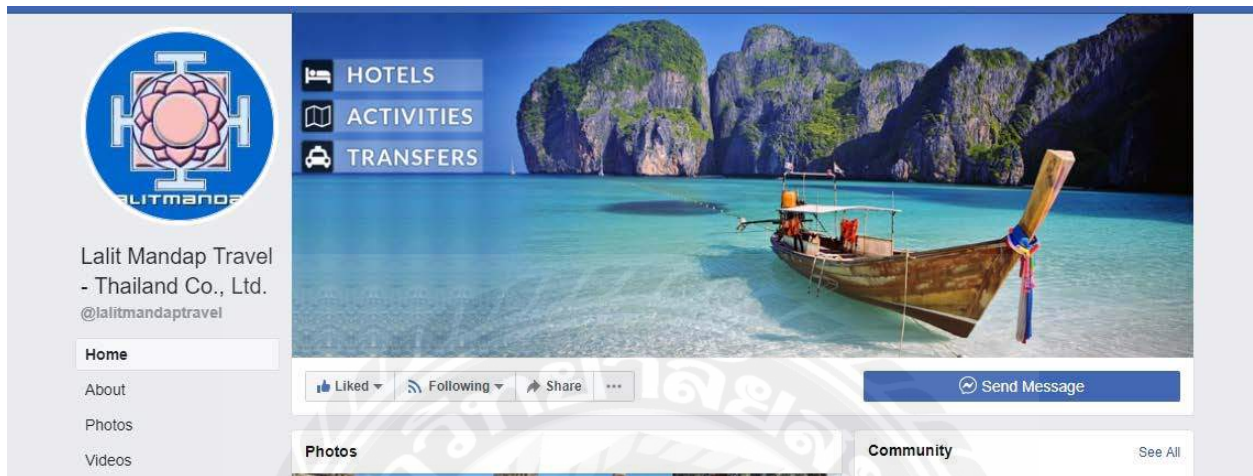 HOTELS
ACTIVITIES
TRANSFERS
LALITMANDA
Lalit Mandap Travel
- Thailand Co., Ltd.
@lalitmandaptravel
Home
About
Photos
Videos
Liked
Following
Share
Send Message
Photos
Community
See All